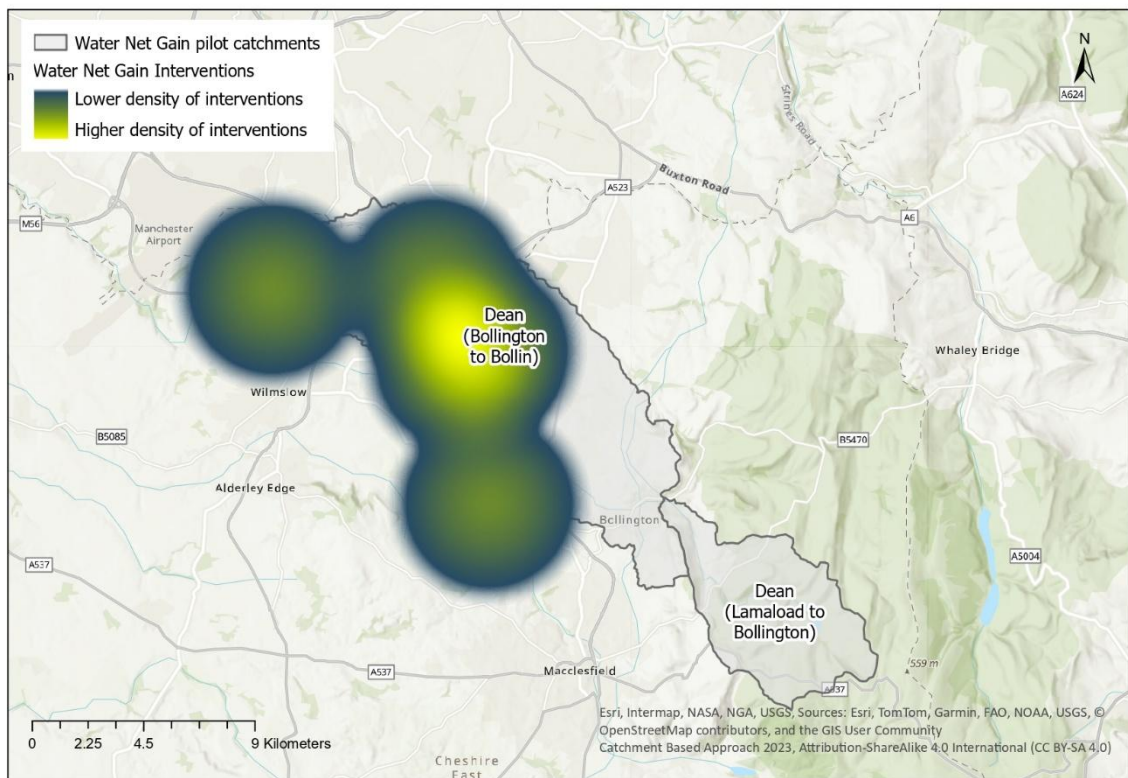 Water Net Gain pilot catchments
Water Net Gain Interventions
Lower density of interventions
Higher density of interventions
N
A624
Strines Road
Buxton Road
A523
A6
M56
Manchester
Airport
Dean
(Bollington
to Bollin)
Whaley Bridge
Wilmslow
B5085
B5470
Alderley Edge
Bollington
A537
A5004
Dean
(Lamaload to
Bollington)
559 m
Macclesfield
A537
A537
0 2.25 4.5 9 Kilometers
Cheshire
East
Esri, Intermap, NASA, NGA, USGS, Sources: Esri, TomTom, Garmin, FAO, NOAA, USGS, ©
OpenStreetMap contributors, and the GIS User Community
Catchment Based Approach 2023, Attribution-ShareAlike 4.0 International (CC BY-SA 4.0)